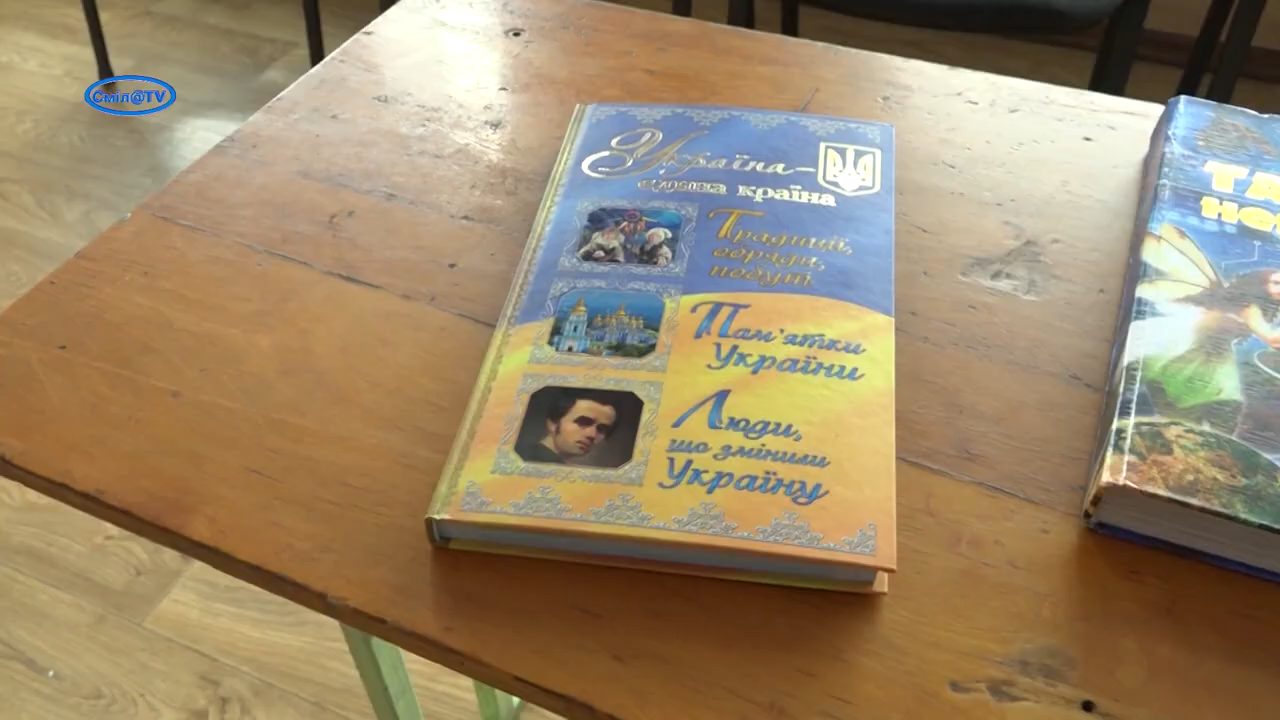 Сміл@TV
Україна-
єдина країна
Традиції,
обряди,
побут
Пам'ятки
України
Люди,
що змінили
Україну